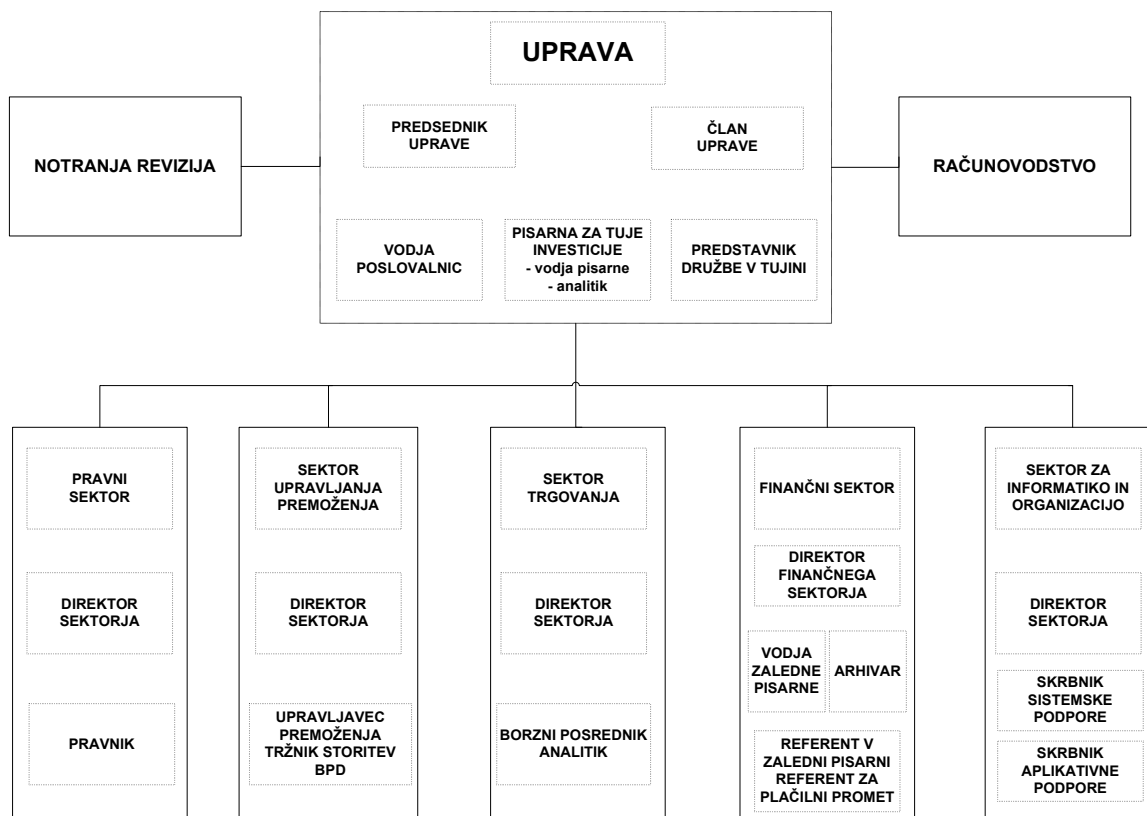 UPRAVA
PREDSEDNIK
UPRAVE
ČLAN
UPRAVE
NOTRANJA REVIZIJA
RAČUNOVODSTVO
VODJA
POSLOVALNIC
PISARNA ZA TUJE
INVESTICIJE
- vodja pisarne
- analitik
PREDSTAVNIK
DRUŽBE V TUJINI
PRAVNI
SEKTOR
DIREKTOR
SEKTORJA
PRAVNIK
SEKTOR
UPRAVLJANJA
PREMOŽENJA
DIREKTOR
SEKTORJA
UPRAVLJAVEC
PREMOŽENJA
TRŽNIK STORITEV
BPD
SEKTOR
TRGOVANJA
DIREKTOR
SEKTORJA
BORZNI POSREDNIK
ANALITIK
FINANČNI SEKTOR
DIREKTOR
FINANČNEGA
SEKTORJA
VODJA
ZALEDNE
PISARNE
ARHIVAR
REFERENT V
ZALEDNI PISARNI
REFERENT ZA
PLAČILNI PROMET
SEKTOR ZA
INFORMATIKO IN
ORGANIZACIJO
DIREKTOR
SEKTORJA
SKRBNIK
SISTEMSKE
PODPORE
SKRBNIK
APLIKATIVNE
PODPORE